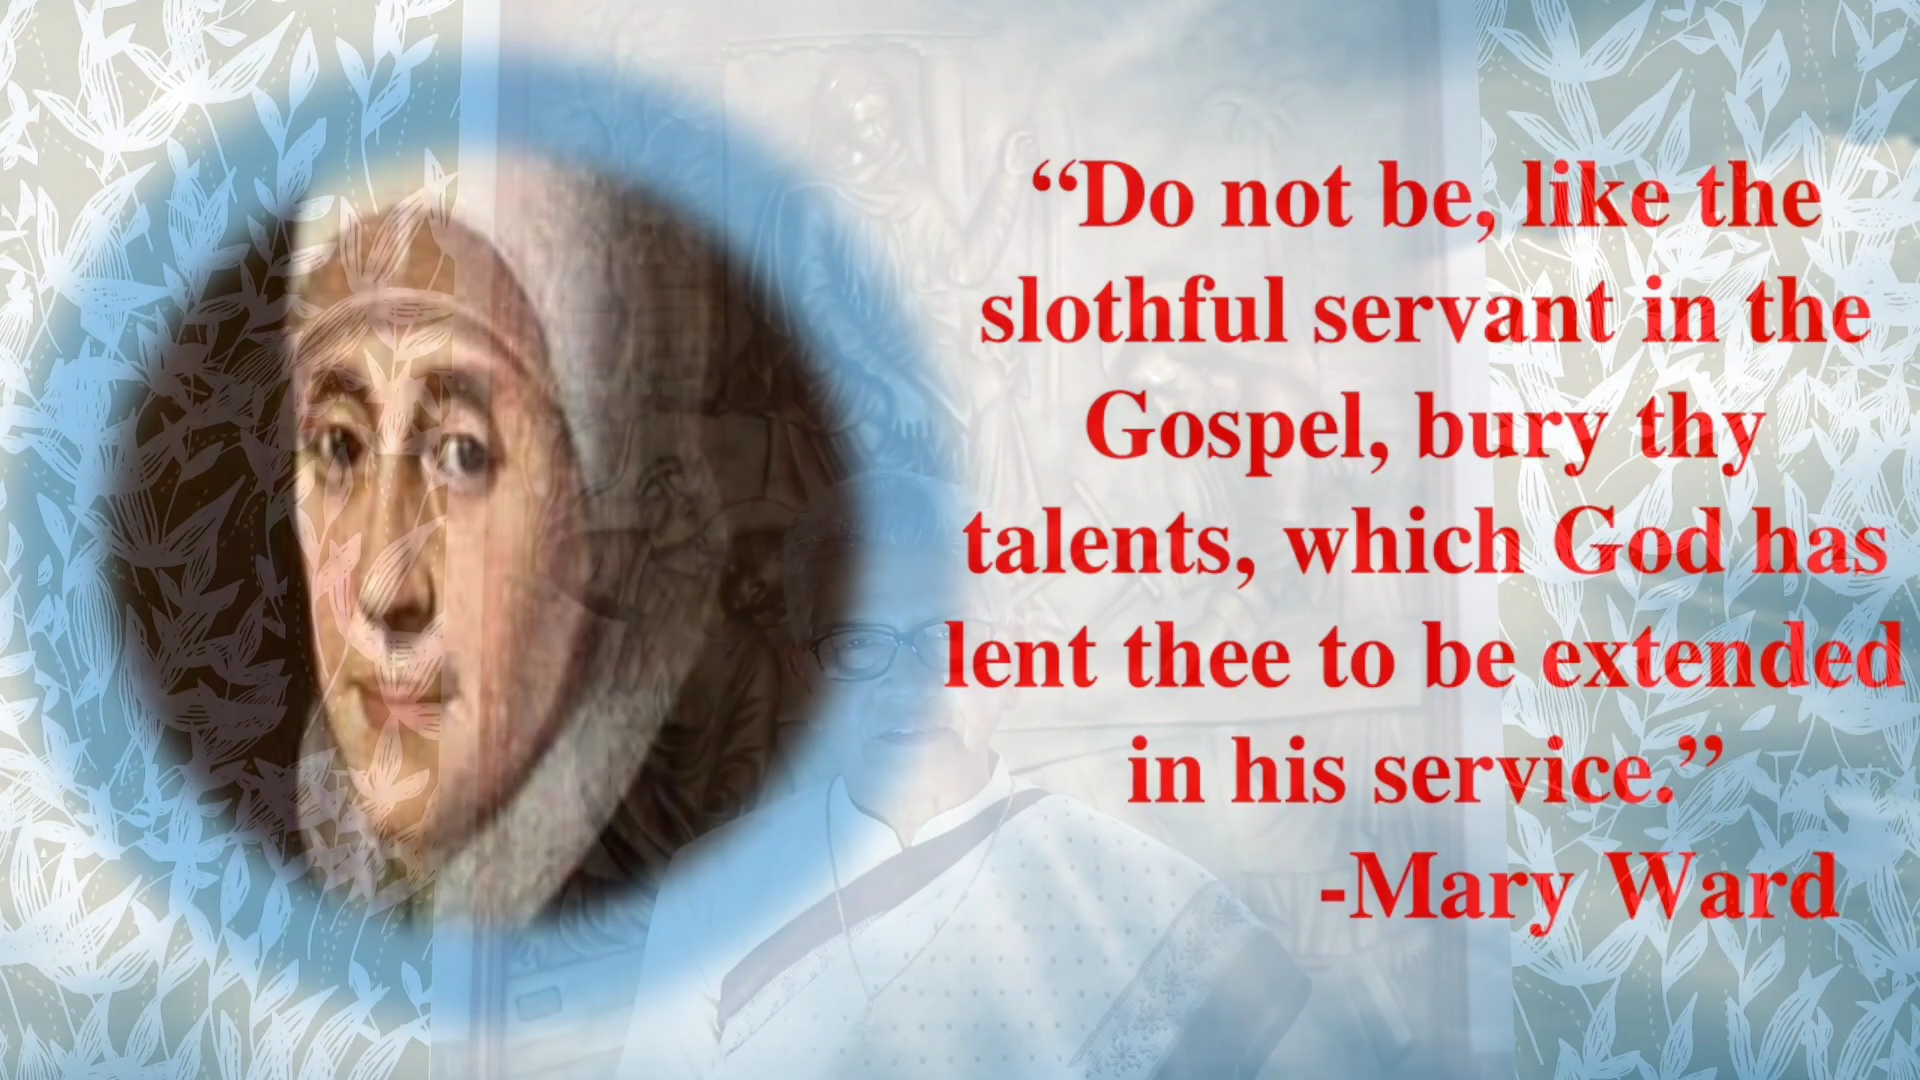 “Do not be, like the
slothful servant in the
Gospel, bury thy
talents, which God has
lent thee to be extended
in his service.”
-Mary Ward